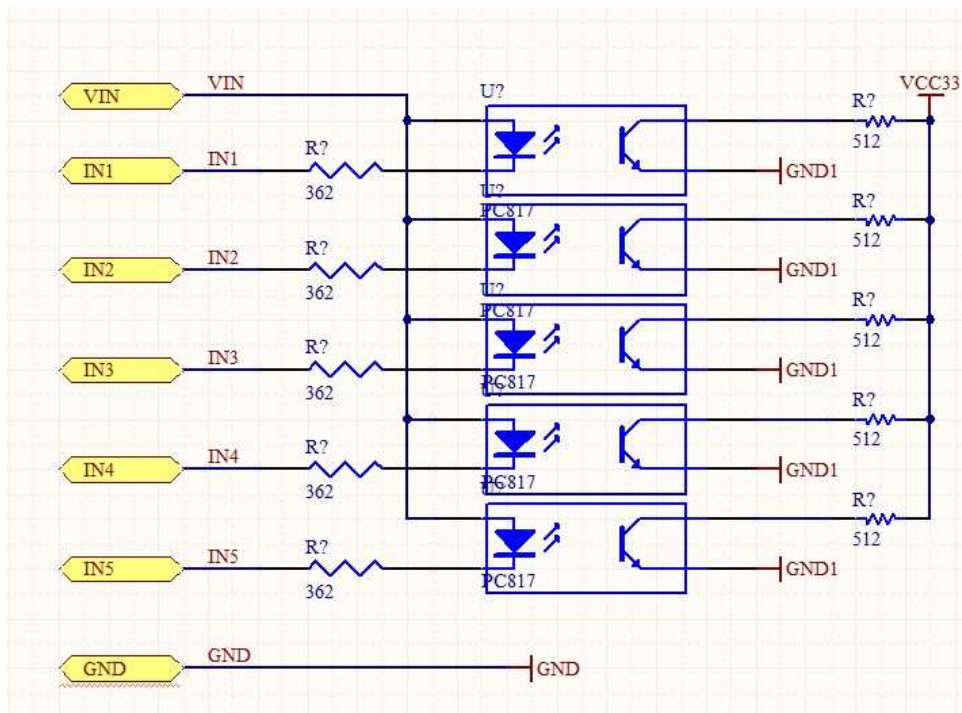 VIN
VIN
U?
R?
VCC33
512
IN1
IN1
R?
362
GND1
U?
PC817
R?
512
IN2
IN2
R?
362
GND1
U?
PC817
R?
512
IN3
IN3
R?
362
GND1
PC817
R?
512
IN4
IN4
R?
362
GND1
PC817
R?
512
IN5
IN5
R?
362
GND1
PC817
GND
GND
GND